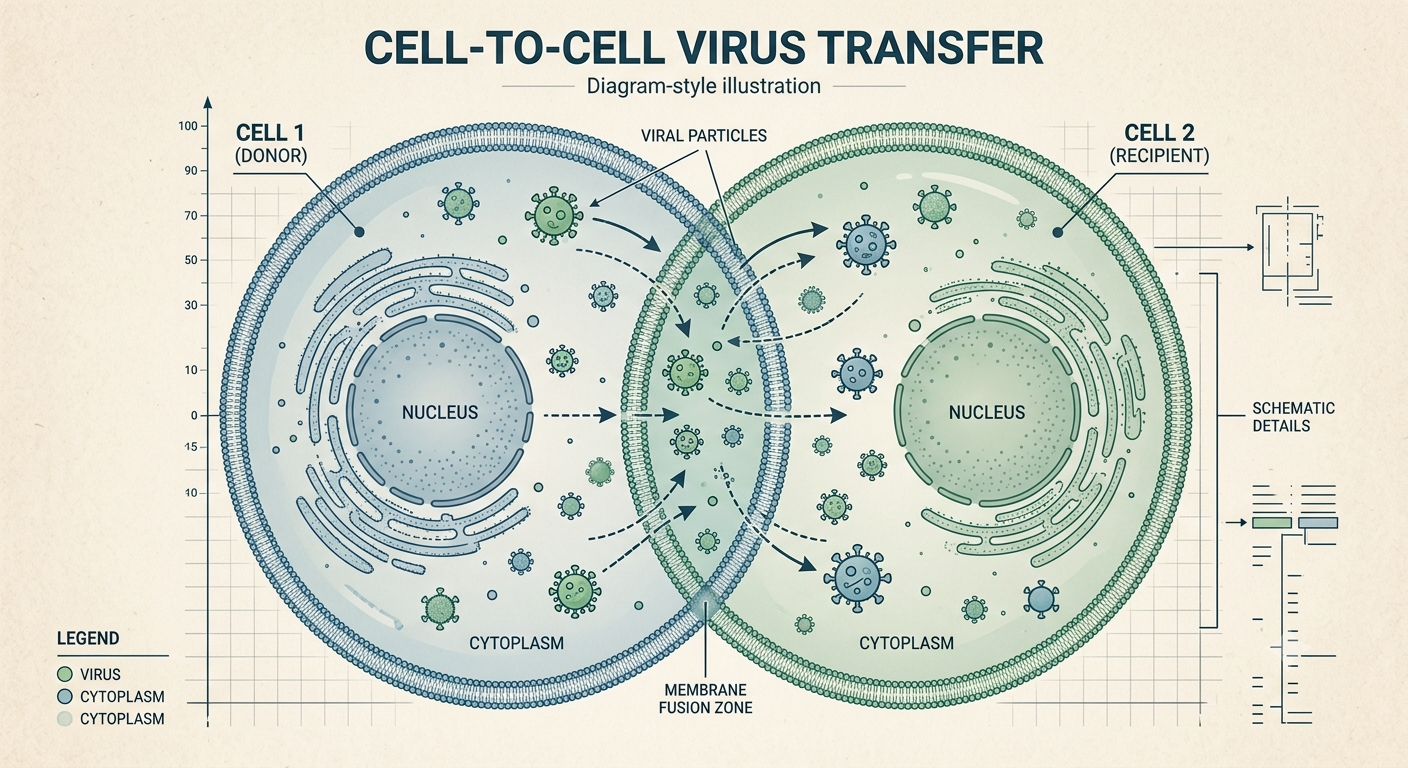 CELL-TO-CELL VIRUS TRANSFER
Diagram-style illustration
CELL 1
(DONOR)
VIRAL PARTICLES
CELL 2
(RECIPIENT)
100
90
70
50
30
10
0
15
10
NUCLEUS
NUCLEUS
SCHEMATIC
DETAILS
CYTOPLASM
CYTOPLASM
MEMBRANE
FUSION ZONE
LEGEND
VIRUS
CYTOPLASM
CYTOPLASM